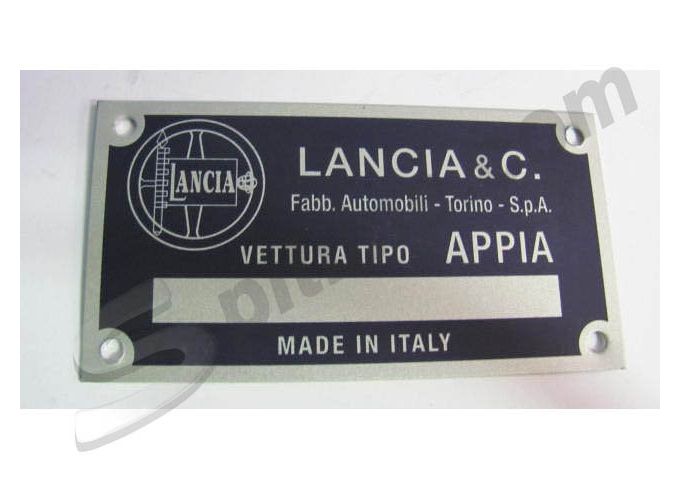 LANCIA
LANCIA & C.
Fabb. Automobili - Torino - S.p.A.
VETTURA TIPO APPIA
MADE IN ITALY